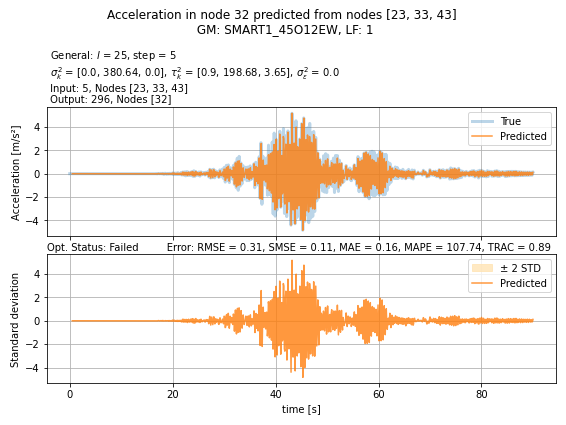 Acceleration in node 32 predicted from nodes [23, 33, 43]
GM: SMART1_45O12EW, LF: 1
General: l = 25, step = 5
σ²ₖ = [0.0, 380.64, 0.0], τ²ₖ = [0.9, 198.68, 3.65], σ²ε = 0.0
Input: 5, Nodes [23, 33, 43]
Output: 296, Nodes [32]
Acceleration [m/s²]
4
2
0
−2
−4
True
Predicted
Opt. Status: Failed Error: RMSE = 0.31, SMSE = 0.11, MAE = 0.16, MAPE = 107.74, TRAC = 0.89
Standard deviation
4
2
0
−2
−4
± 2 STD
Predicted
0 20 40 60 80
time [s]